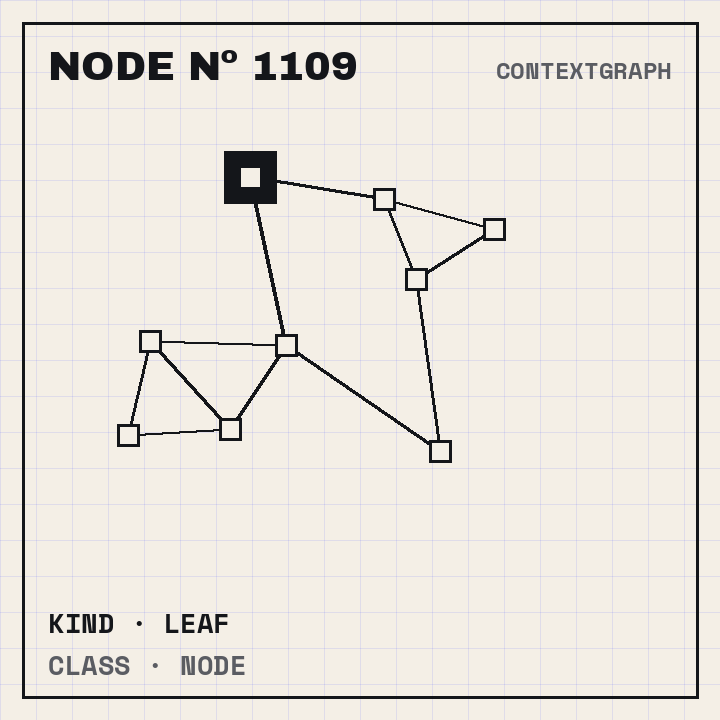 NODE Nº 1109
CONTEXTGRAPH
KIND · LEAF
CLASS · NODE